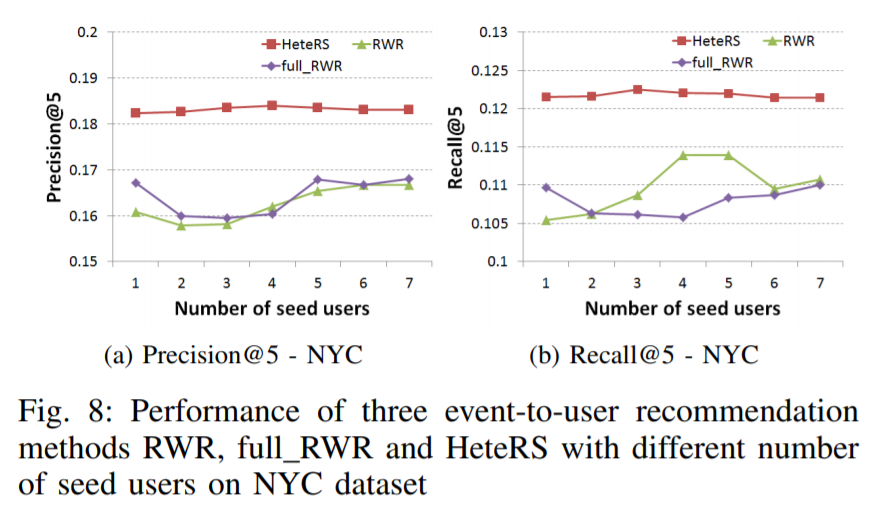 0.2
HeteRS
RWR
full_RWR
0.19
0.18
0.17
0.16
0.15
Precision@5
1 2 3 4 5 6 7
Number of seed users
(a) Precision@5 - NYC
0.13
HeteRS
RWR
full_RWR
0.125
0.12
0.115
0.11
0.105
0.1
Recall@5
1 2 3 4 5 6 7
Number of seed users
(b) Recall@5 - NYC
Fig. 8: Performance of three event-to-user recommendation
methods RWR, full_RWR and HeteRS with different number
of seed users on NYC dataset